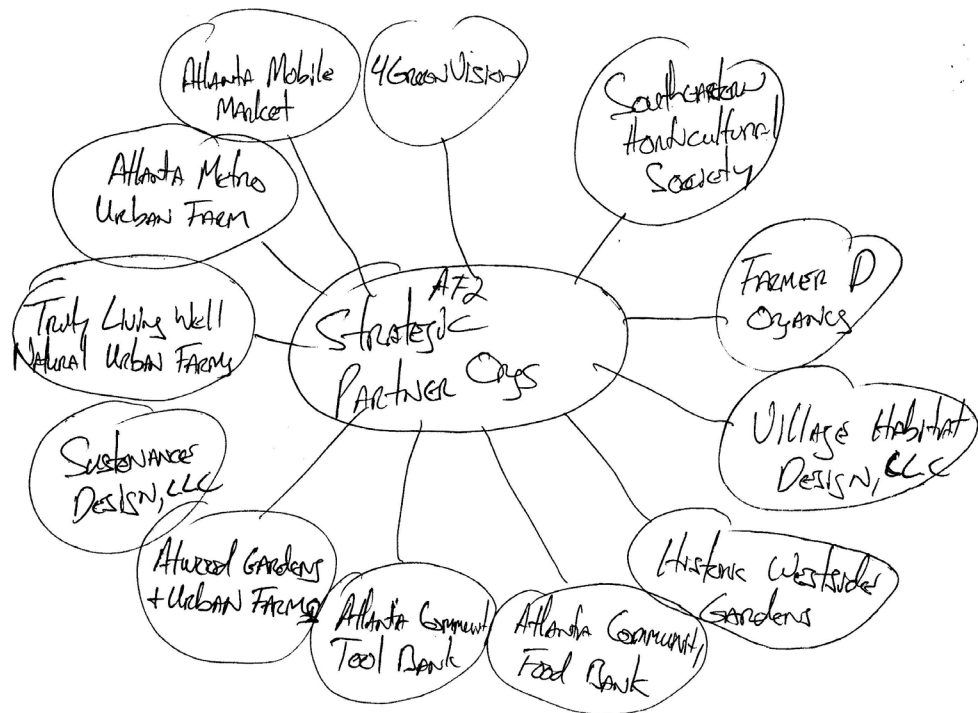 Atlanta Mobile
Market
4GreenVision
Southeastern
Horticultural
Society
Atlanta Metro
Urban Farm
Farmer D
Organics
AF2
Strategic
Partner Orgs
Truly Living Well
Natural Urban Farms
Village Habitat
Design, LLC
Sustenance
Design, LLC
Historic Westside
Gardens
Atwood Gardens
+ Urban Farms
Atlanta Community
Tool Bank
Atlanta Community
Food Bank